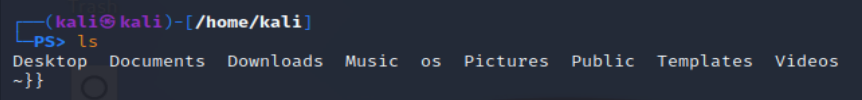 ┌──(kali㉿kali)-[/home/kali]
└─PS> ls
Desktop  Documents  Downloads  Music  os  Pictures  Public  Templates  Videos
~}}